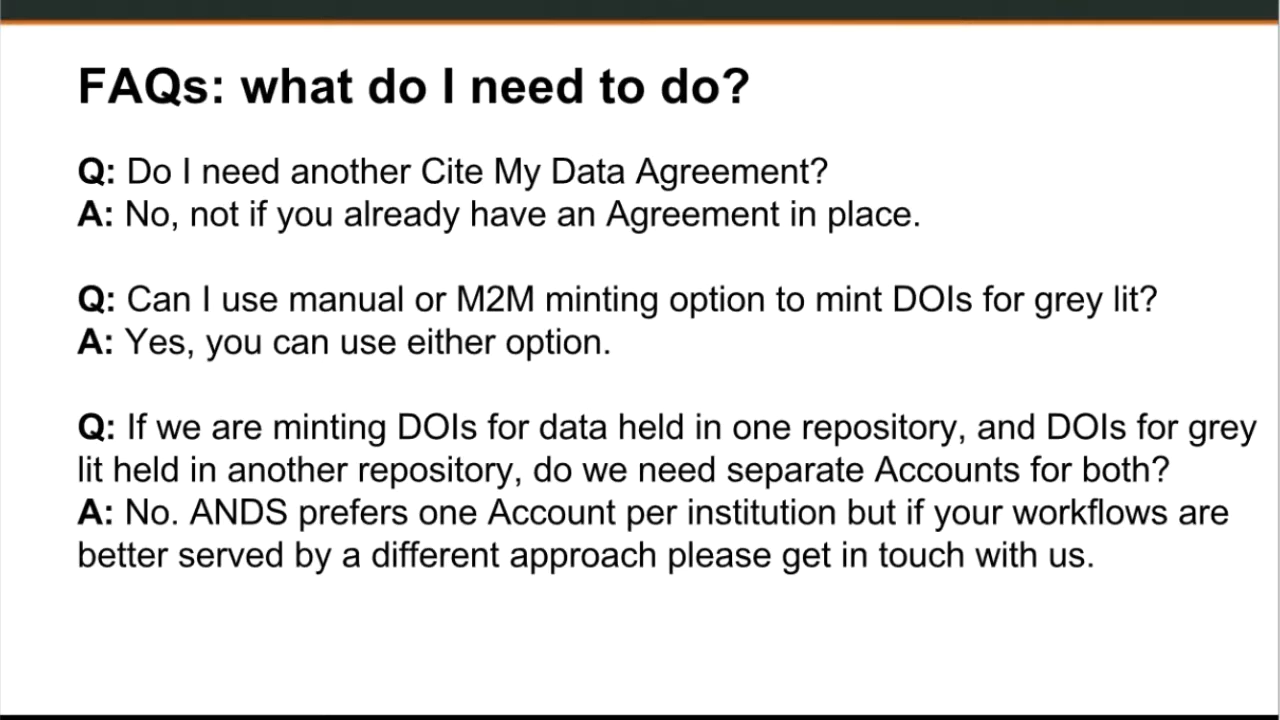 FAQs: what do I need to do?
Q: Do I need another Cite My Data Agreement?
A: No, not if you already have an Agreement in place.
Q: Can I use manual or M2M minting option to mint DOIs for grey lit?
A: Yes, you can use either option.
Q: If we are minting DOIs for data held in one repository, and DOIs for grey
lit held in another repository, do we need separate Accounts for both?
A: No. ANDS prefers one Account per institution but if your workflows are
better served by a different approach please get in touch with us.